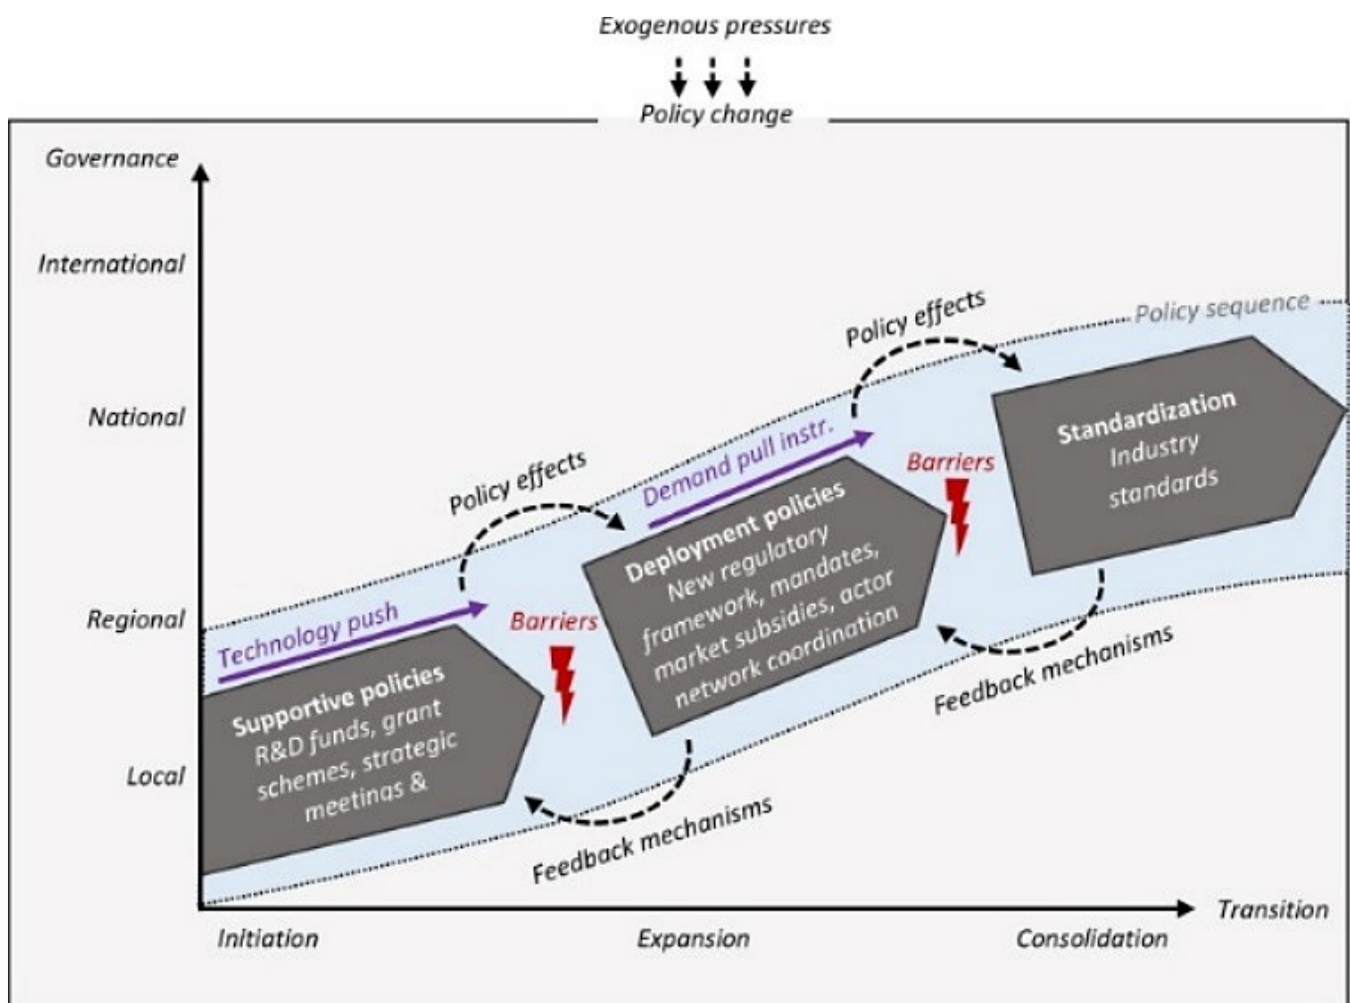 Exogenous pressures
Policy change
Governance
International
National
Regional
Local
Policy effects
Policy sequence
Standardization
Industry
standards
Demand pull instr.
Barriers
Policy effects
Deployment policies
New regulatory
framework, mandates,
market subsidies, actor
network coordination
Technology push
Barriers
Supportive policies
R&D funds, grant
schemes, strategic
meetings &
Feedback mechanisms
Feedback mechanisms
Transition
Initiation
Expansion
Consolidation